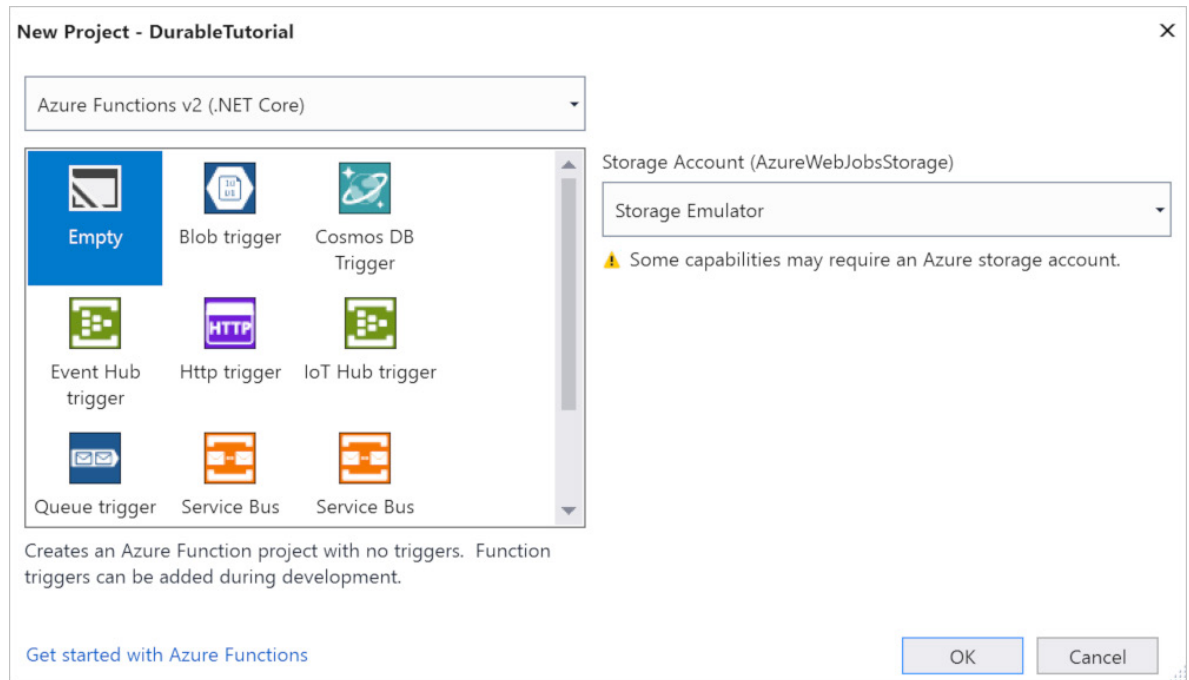 New Project - DurableTutorial
Azure Functions v2 (.NET Core)
Empty
Blob trigger
Cosmos DB
Trigger
Event Hub
trigger
HTTP
Http trigger
IoT Hub trigger
Queue trigger
Service Bus
Service Bus
Creates an Azure Function project with no triggers. Function
triggers can be added during development.
Storage Account (AzureWebJobsStorage)
Storage Emulator
Some capabilities may require an Azure storage account.
Get started with Azure Functions
OK
Cancel